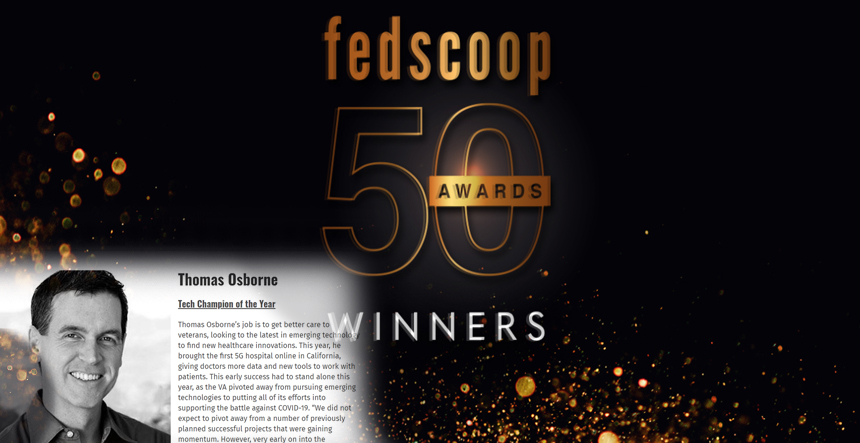 fedscoop
50
AWARDS
WINNERS
Thomas Osborne
Tech Champion of the Year
Thomas Osborne's job is to get better care to
veterans, looking to the latest in emerging technology
to find new healthcare innovations. This year, he
brought the first 5G hospital online in California,
giving doctors more data and new tools to work with
patients. This early success had to stand alone this
year, as the VA pivoted away from pursuing emerging
technologies to putting all of its efforts into
supporting the battle against COVID-19. "We did not
expect to pivot away from a number of previously
planned successful projects that were gaining
momentum. However, very early on into the